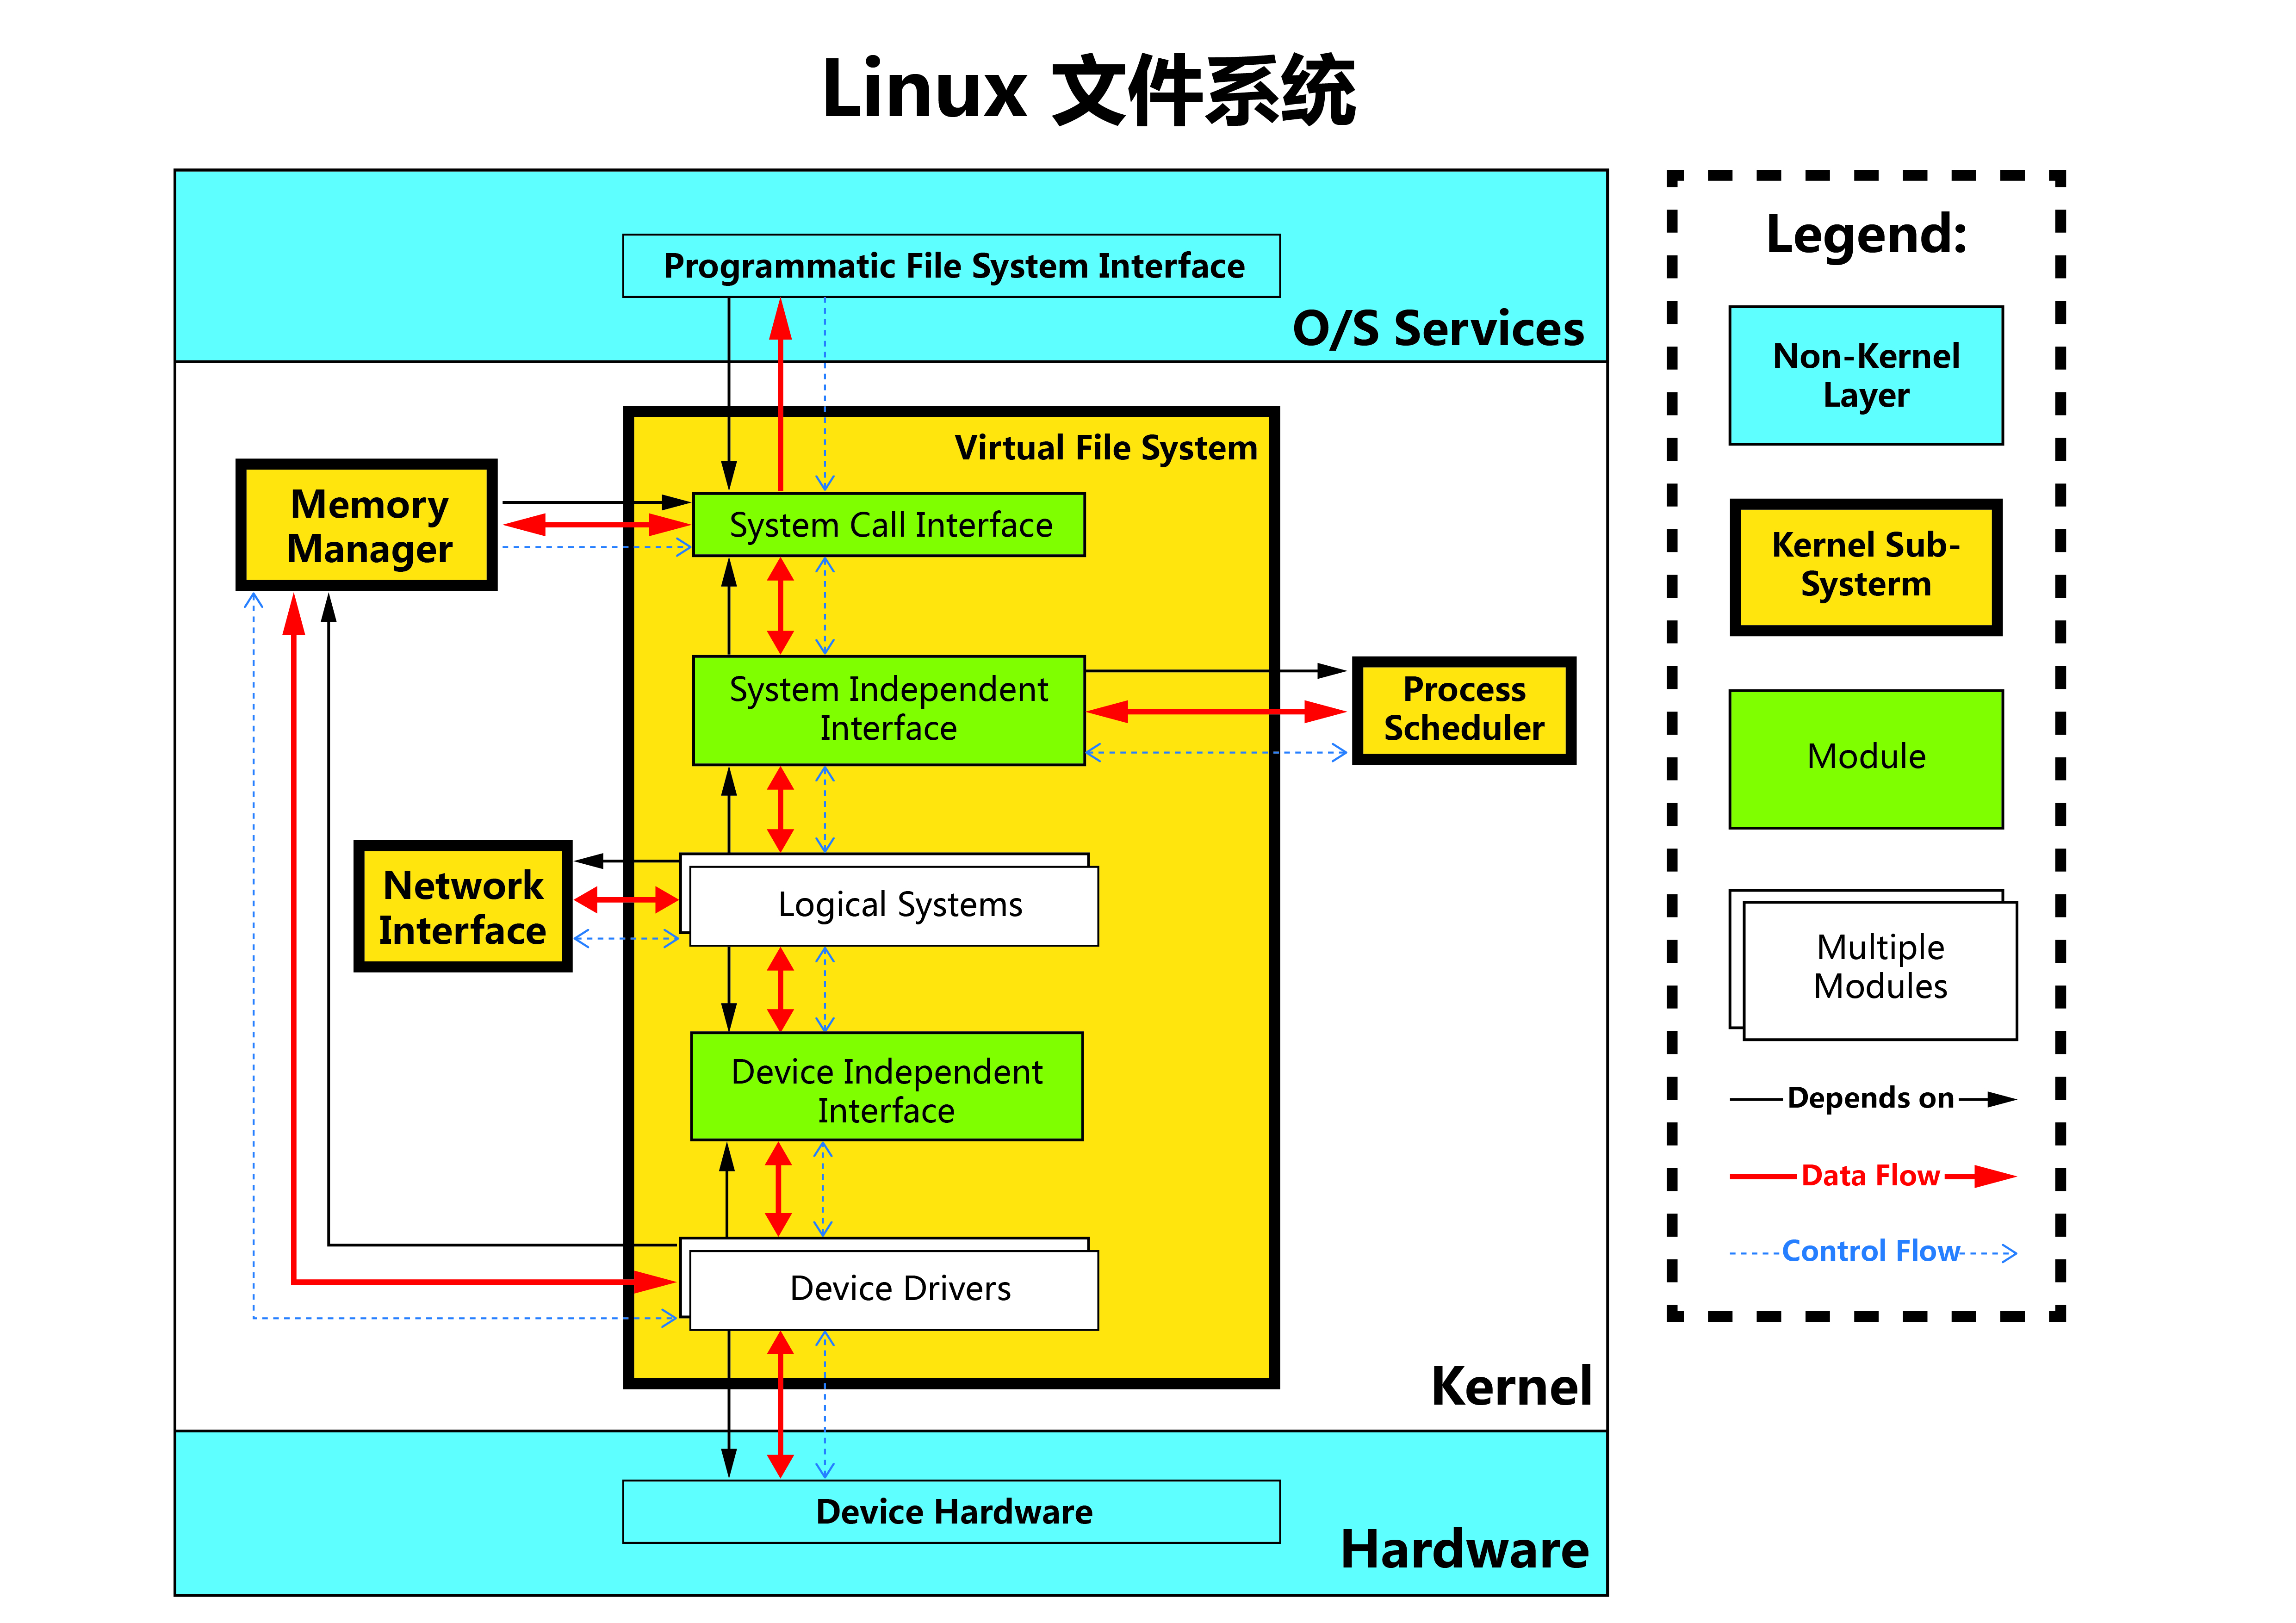 Linux 文件系统
Programmatic File System Interface
O/S Services
Virtual File System
Memory
Manager
System Call Interface
System Independent
Interface
Process
Scheduler
Network
Interface
Logical Systems
Device Independent
Interface
Device Drivers
Kernel
Device Hardware
Hardware
Legend:
Non-Kernel
Layer
Kernel Sub-
Systerm
Module
Multiple
Modules
Depends on
Data Flow
Control Flow